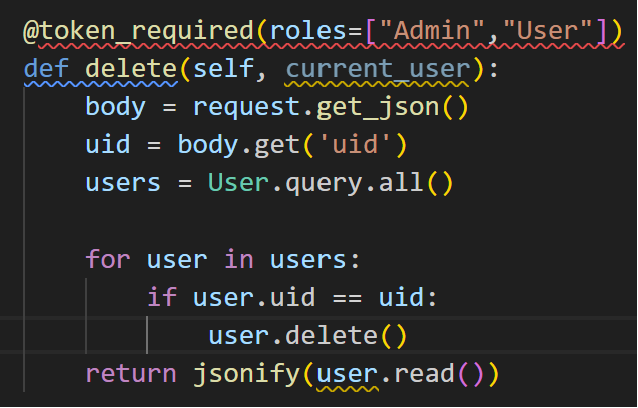 @token_required(roles=["Admin","User"])
def delete(self, current_user):
    body = request.get_json()
    uid = body.get('uid')
    users = User.query.all()

    for user in users:
        if user.uid == uid:
            user.delete()
    return jsonify(user.read())